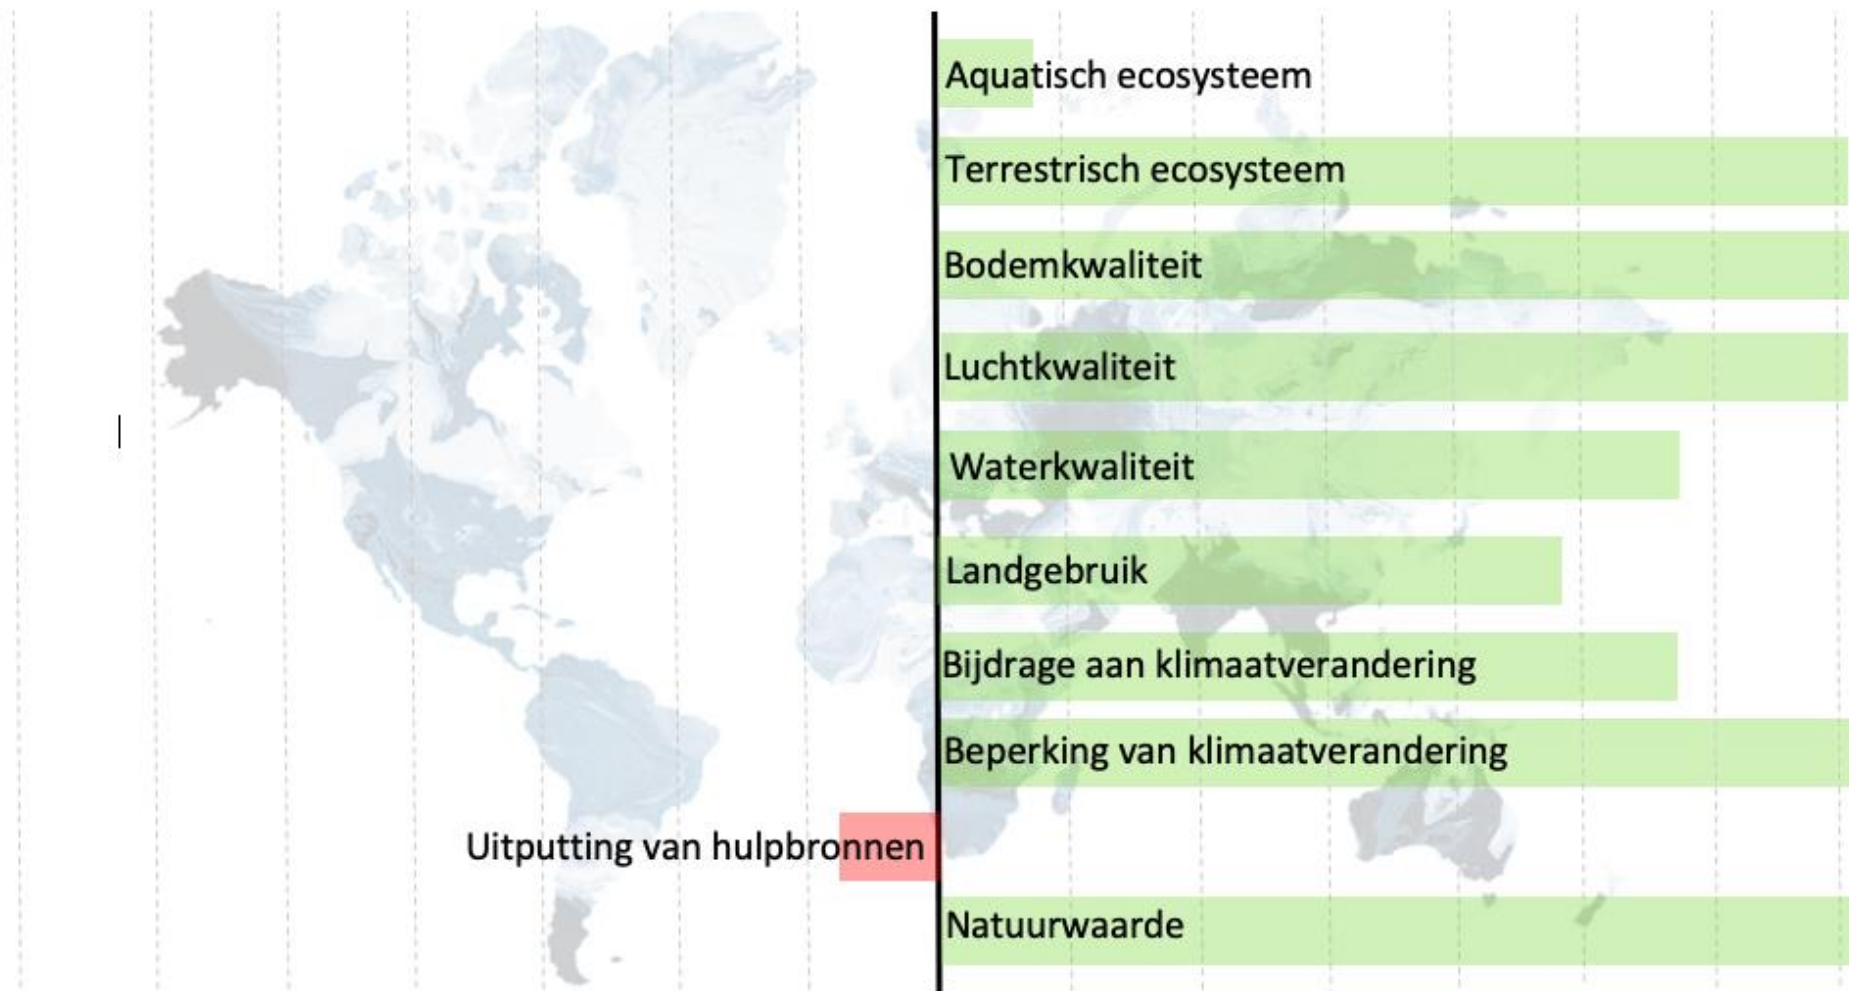 Aquatisch ecosysteem
Terrestrisch ecosysteem
Bodemkwaliteit
Luchtkwaliteit
Waterkwaliteit
Landgebruik
Bijdrage aan klimaatverandering
Beperking van klimaatverandering
Uitputting van hulpbronnen
Natuurwaarde